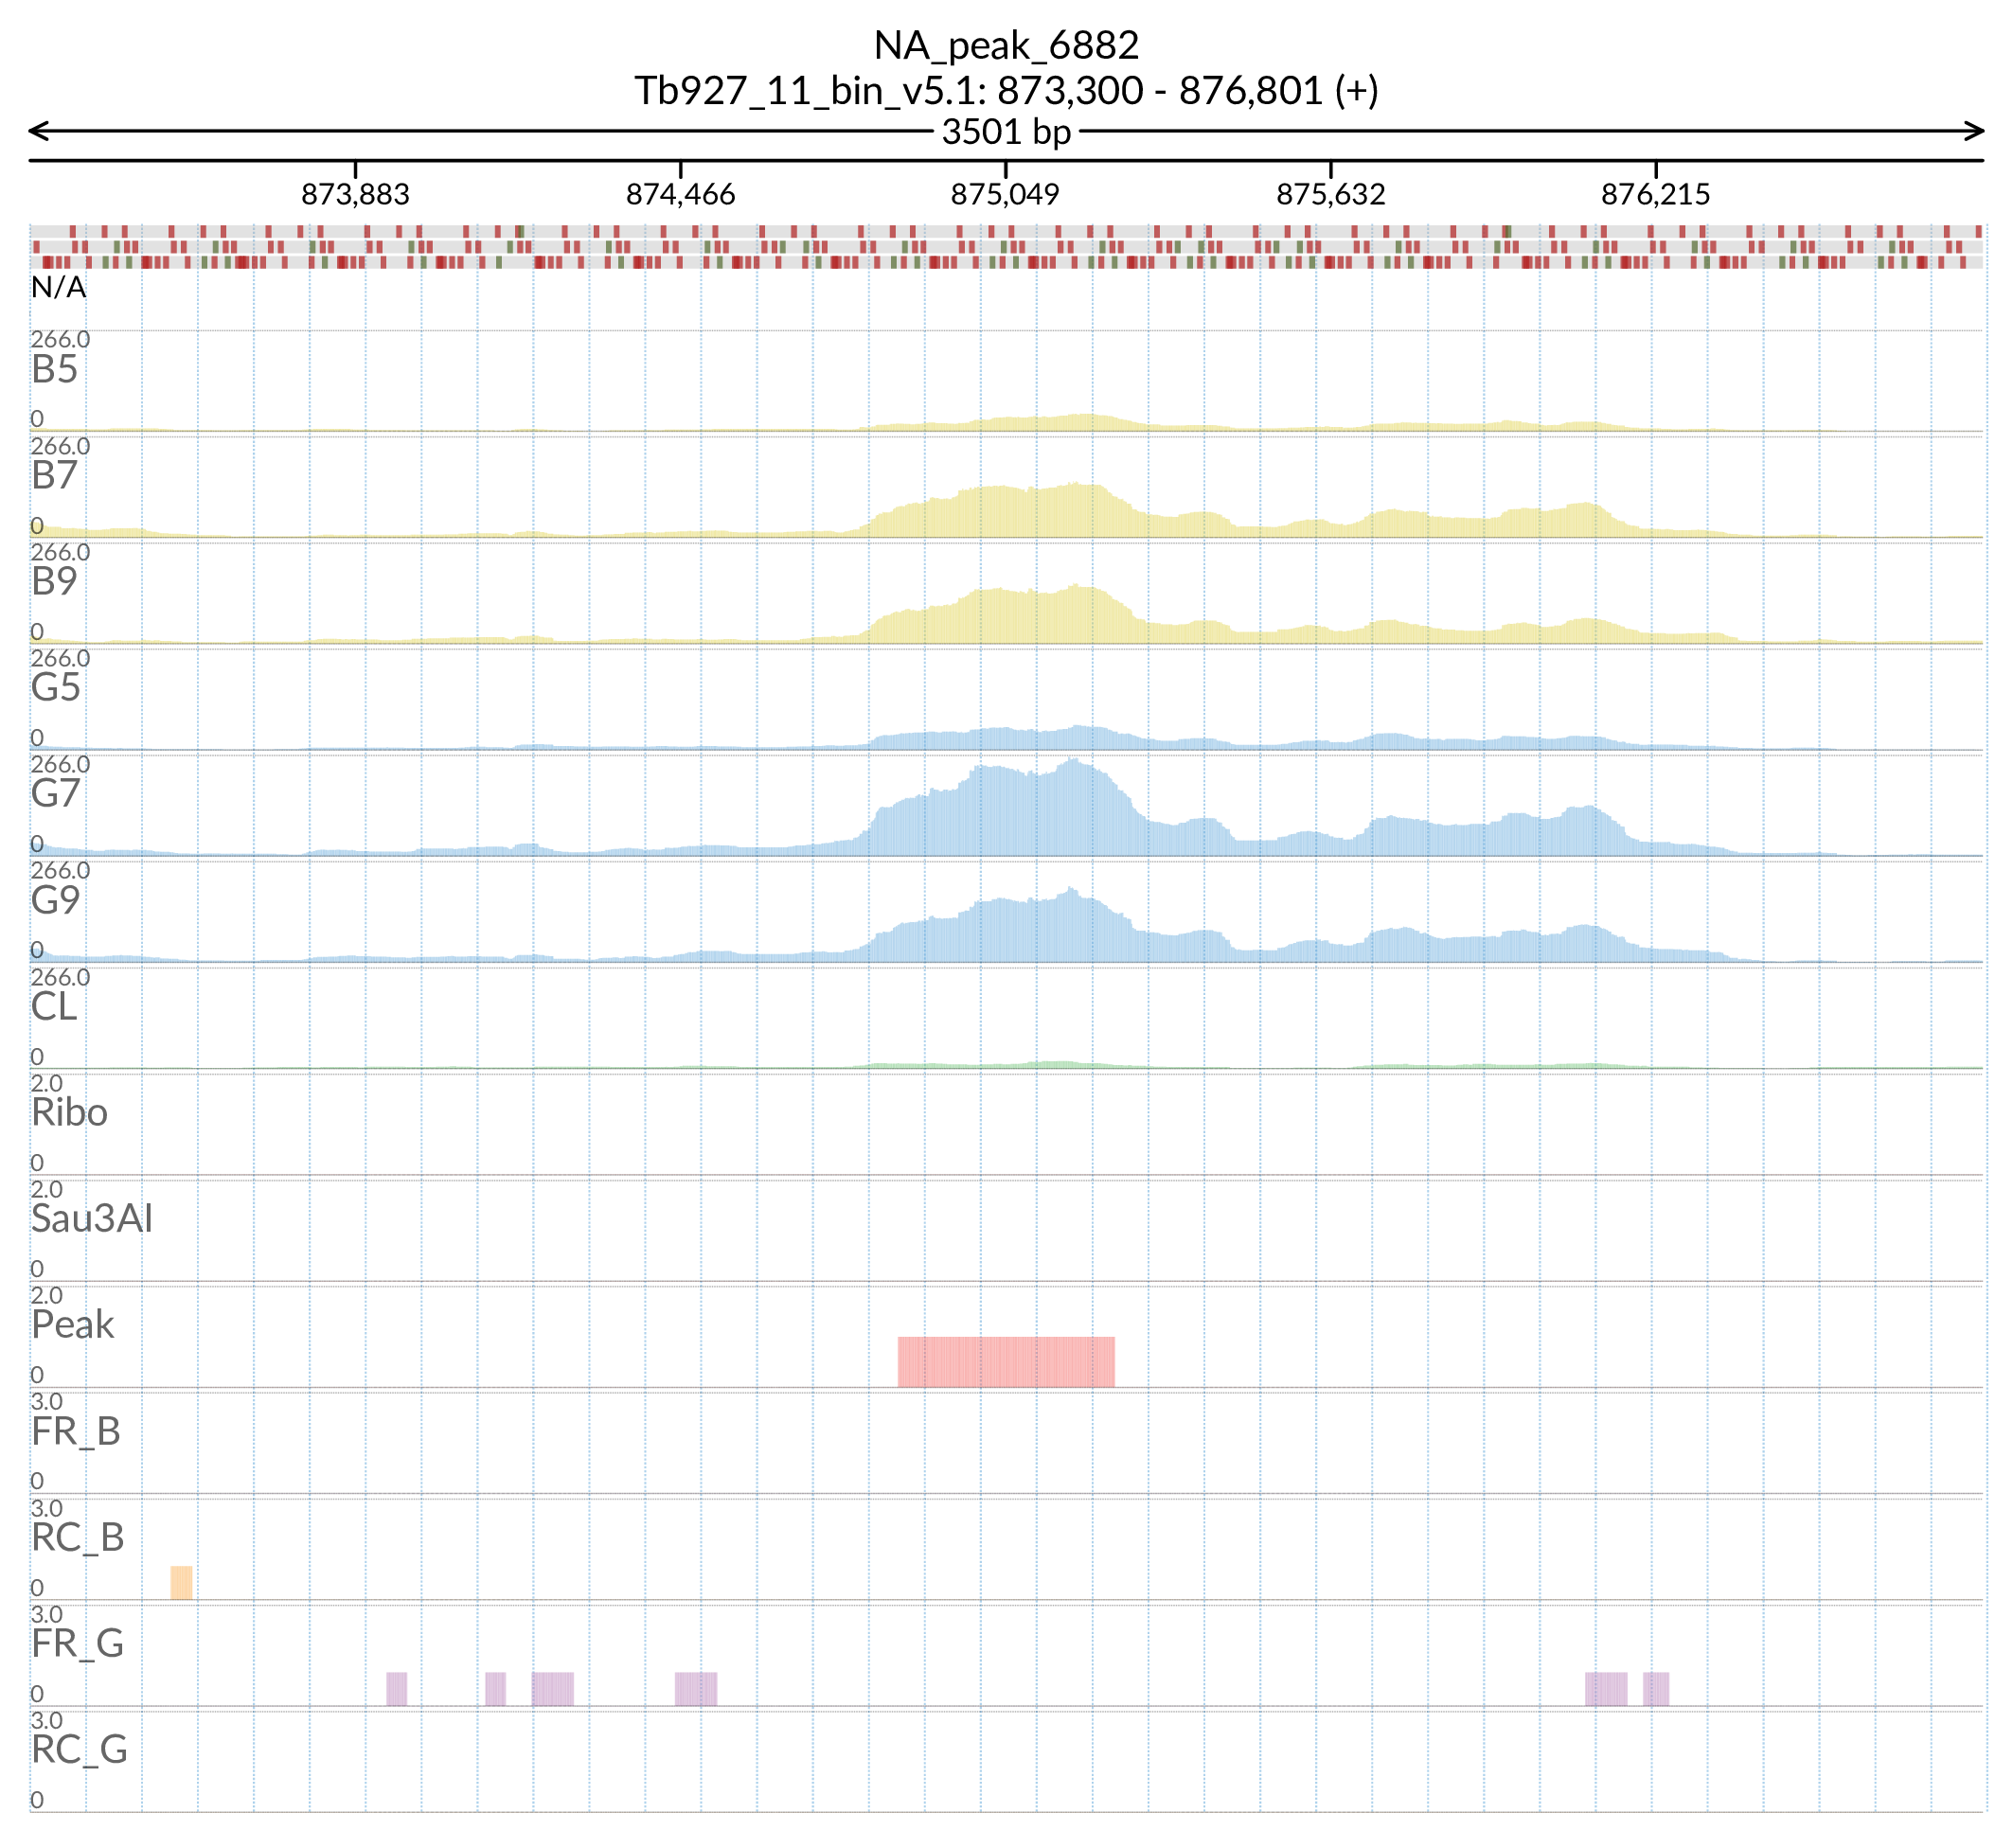 NA_peak_6882
Tb927_11_bin_v5.1: 873,300 - 876,801 (+)
3501 bp
873,883 874,466 875,049 875,632 876,215
N/A
266.0
B5
0
266.0
B7
0
266.0
B9
0
266.0
G5
0
266.0
G7
0
266.0
G9
0
266.0
CL
0
2.0
Ribo
0
2.0
Sau3AI
0
2.0
Peak
0
3.0
FR_B
0
3.0
RC_B
0
3.0
FR_G
0
3.0
RC_G
0